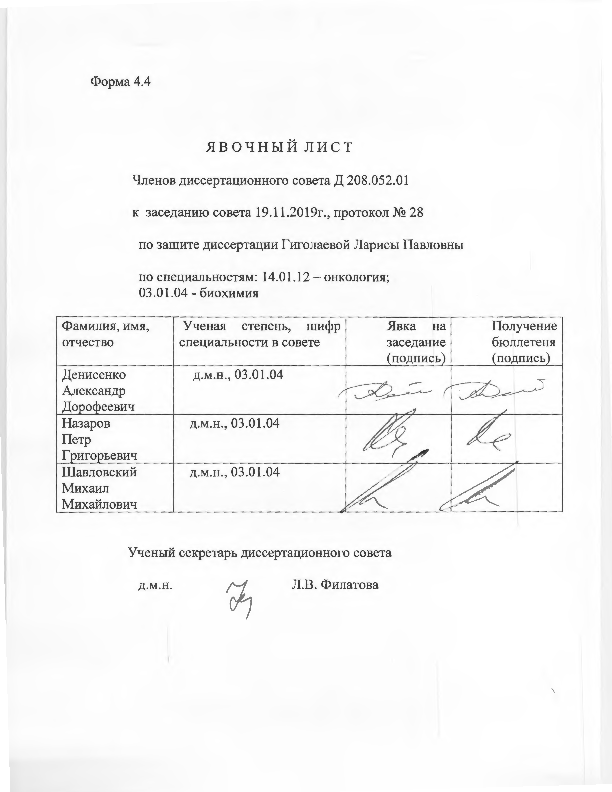 Форма 4.4
ЯВОЧНЫЙ ЛИСТ
Членов диссертационного совета Д 208.052.01
к заседанию совета 19.11.2019г., протокол № 28
по защите диссертации Гиголаевой Ларисы Павловны
по специальностям: 14.01.12 – онкология;
03.01.04 - биохимия
Фамилия, имя, отчество
Ученая степень, шифр специальности в совете
Явка на заседание (подпись)
Получение бюллетеня (подпись)
Денисенко Александр Дорофеевич
д.м.н., 03.01.04
Назаров Петр Григорьевич
д.м.н., 03.01.04
Шавловский Михаил Михайлович
д.м.н., 03.01.04
Ученый секретарь диссертационного совета
д.м.н. Л.В. Филатова